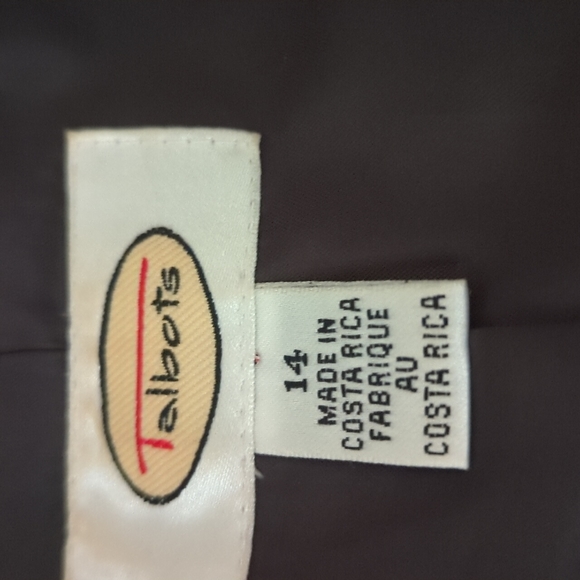 Talbots
14
MADE IN
COSTA RICA
FABRIQUE
AU
COSTA RICA